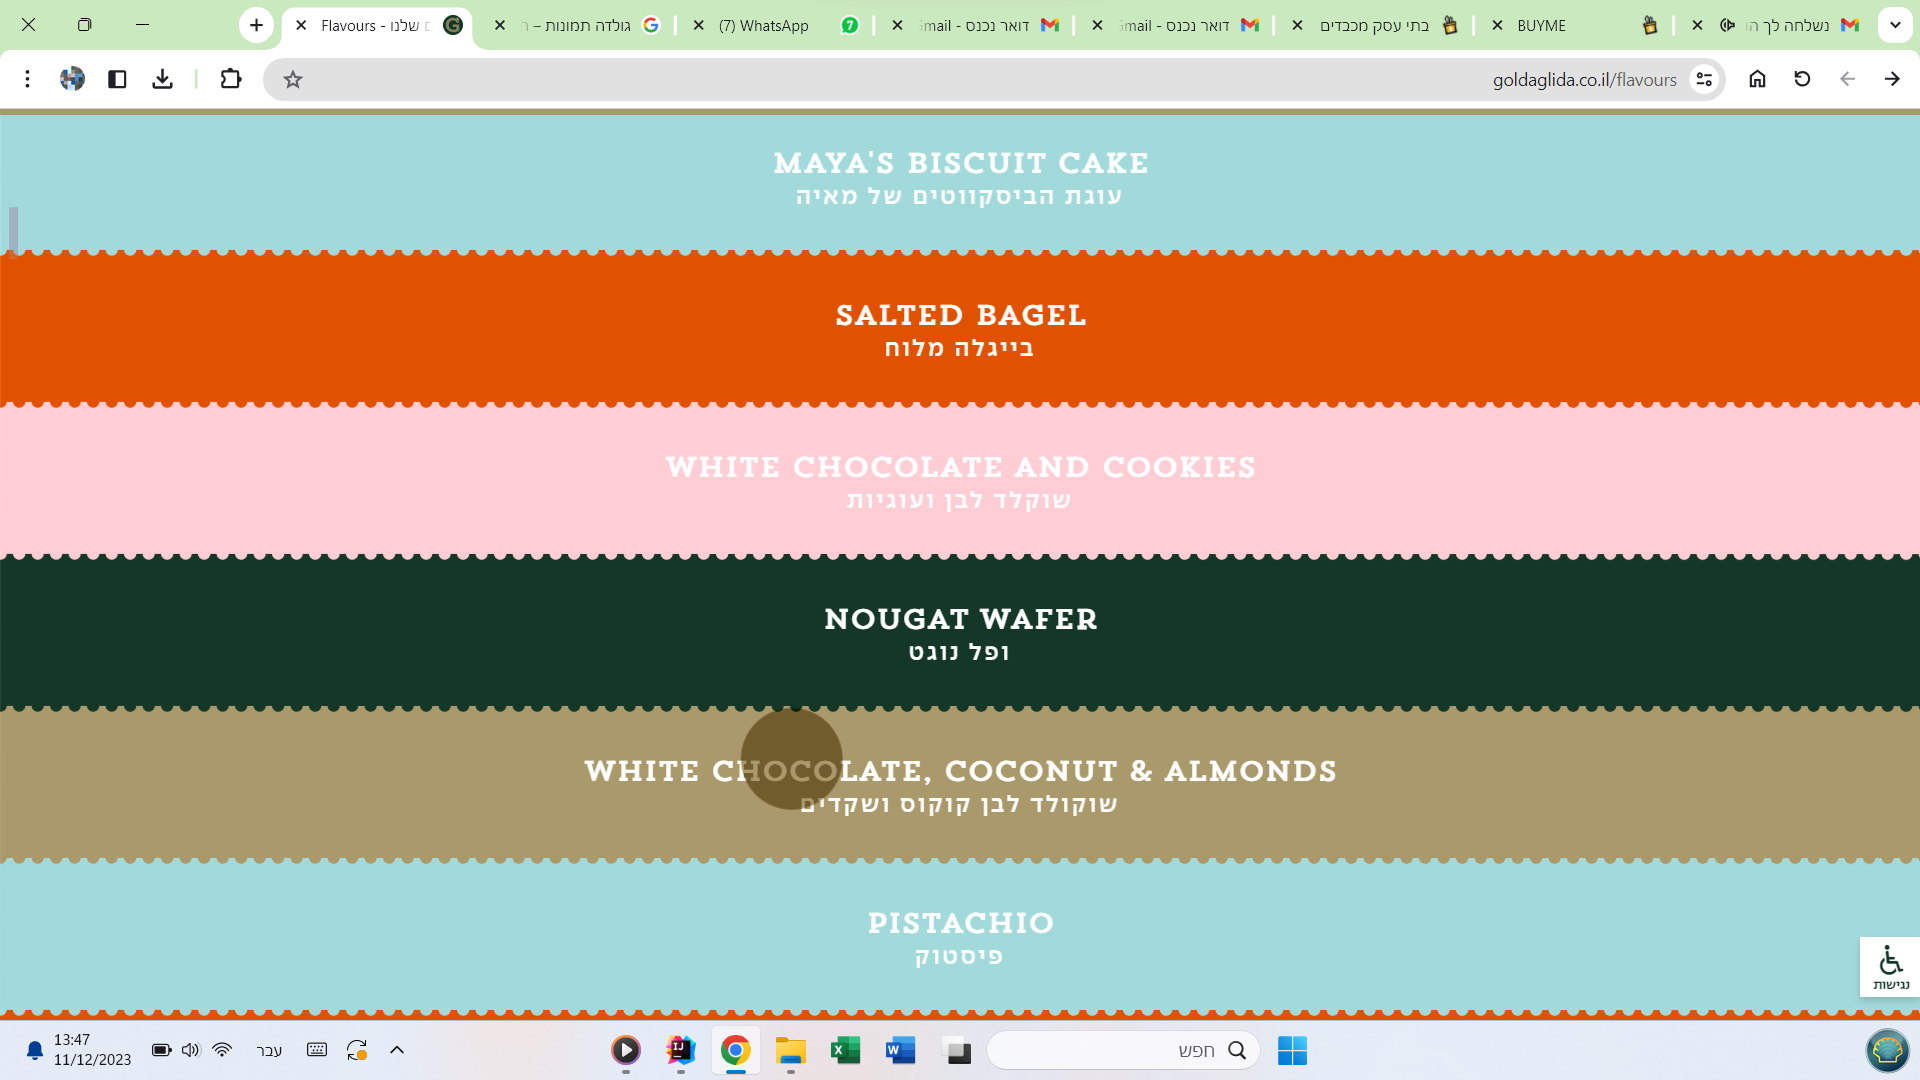 Flavours - ם שלנו
גולדה תמונות – ח
(7) WhatsApp
דואר נכנס - Gmail
דואר נכנס - Gmail
בתי עסק מכבדים
BUYME
נשלחה לך הו
goldaglida.co.il/flavours
MAYA'S BISCUIT CAKE
עוגת הביסקווטים של מאיה
SALTED BAGEL
בייגלה מלוח
WHITE CHOCOLATE AND COOKIES
שוקלד לבן ועוגיות
NOUGAT WAFER
ופל נוגט
WHITE CHOCOLATE, COCONUT & ALMONDS
שוקולד לבן קוקוס ושקדים
PISTACHIO
פיסטוק
נגישות
13:47
11/12/2023
עבר
חפש